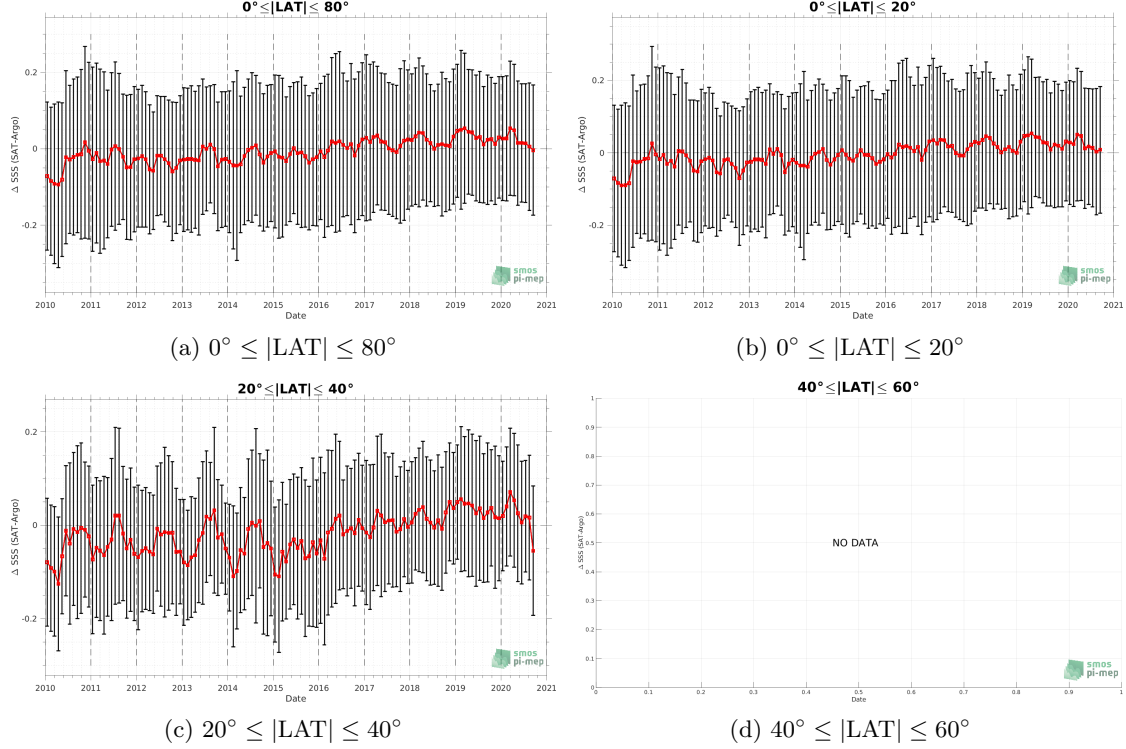 0°≤|LAT|≤ 80°
Δ SSS (SAT-Argo)
0.2
0
-0.2
2010 2011 2012 2013 2014 2015 2016 2017 2018 2019 2020 2021
Date
smos
pi-mep
(a) 0° ≤ |LAT| ≤ 80°
0°≤|LAT|≤ 20°
Δ SSS (SAT-Argo)
0.2
0
-0.2
2010 2011 2012 2013 2014 2015 2016 2017 2018 2019 2020 2021
Date
smos
pi-mep
(b) 0° ≤ |LAT| ≤ 20°
20°≤|LAT|≤ 40°
Δ SSS (SAT-Argo)
0.2
0
-0.2
2010 2011 2012 2013 2014 2015 2016 2017 2018 2019 2020 2021
Date
smos
pi-mep
(c) 20° ≤ |LAT| ≤ 40°
40°≤|LAT|≤ 60°
Δ SSS (SAT-Argo)
1
0.9
0.8
0.7
0.6
0.5
0.4
0.3
0.2
0.1
0
NO DATA
0 0.1 0.2 0.3 0.4 0.5 0.6 0.7 0.8 0.9 1
Date
smos
pi-mep
(d) 40° ≤ |LAT| ≤ 60°